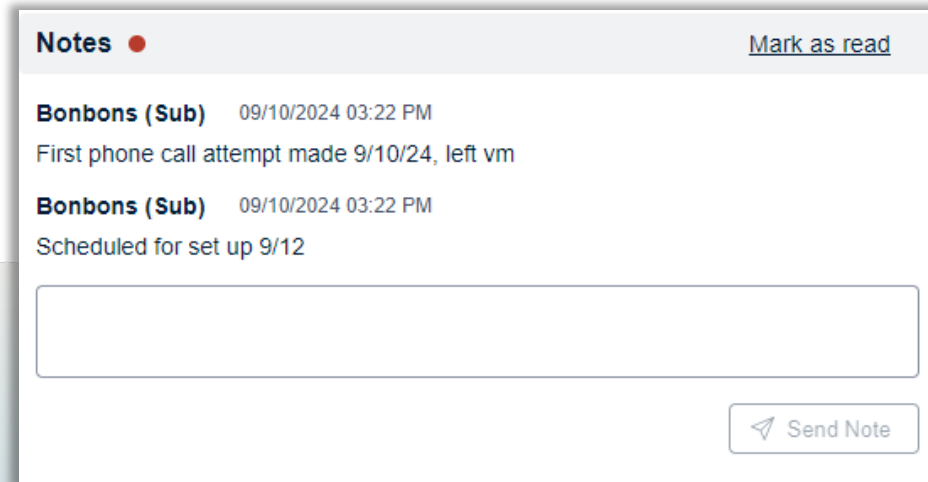 Notes
Mark as read
Bonbons (Sub) 09/10/2024 03:22 PM
First phone call attempt made 9/10/24, left vm
Bonbons (Sub) 09/10/2024 03:22 PM
Scheduled for set up 9/12
Send Note